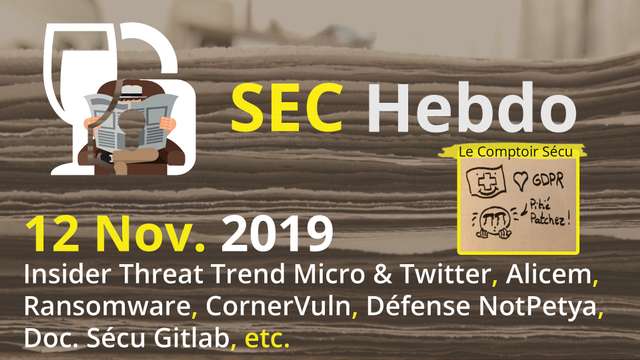 SEC Hebdo
Le Comptoir Sécu
GDPR
Pitié
Patchez !
12 Nov. 2019
Insider Threat Trend Micro & Twitter, Alicem,
Ransomware, CornerVuln, Défense NotPetya,
Doc. Sécu Gitlab, etc.